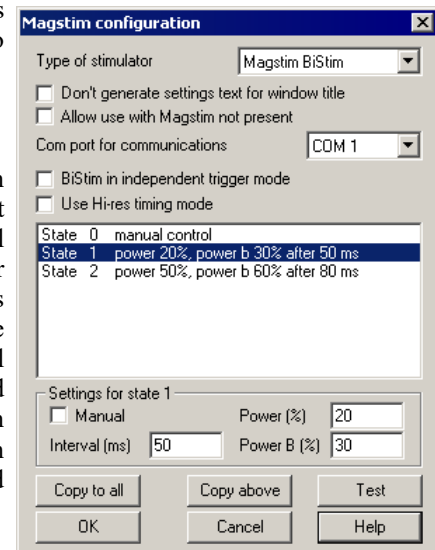 Magstim configuration
Type of stimulator Magstim BiStim
Don't generate settings text for window title
Allow use with Magstim not present
Com port for communications COM 1
BiStim in independent trigger mode
Use Hi-res timing mode
State 0 manual control
State 1 power 20%, power b 30% after 50 ms
State 2 power 50%, power b 60% after 80 ms
Settings for state 1
Manual Power (%) 20
Interval (ms) 50 Power B (%) 30
Copy to all Copy above Test
OK Cancel Help